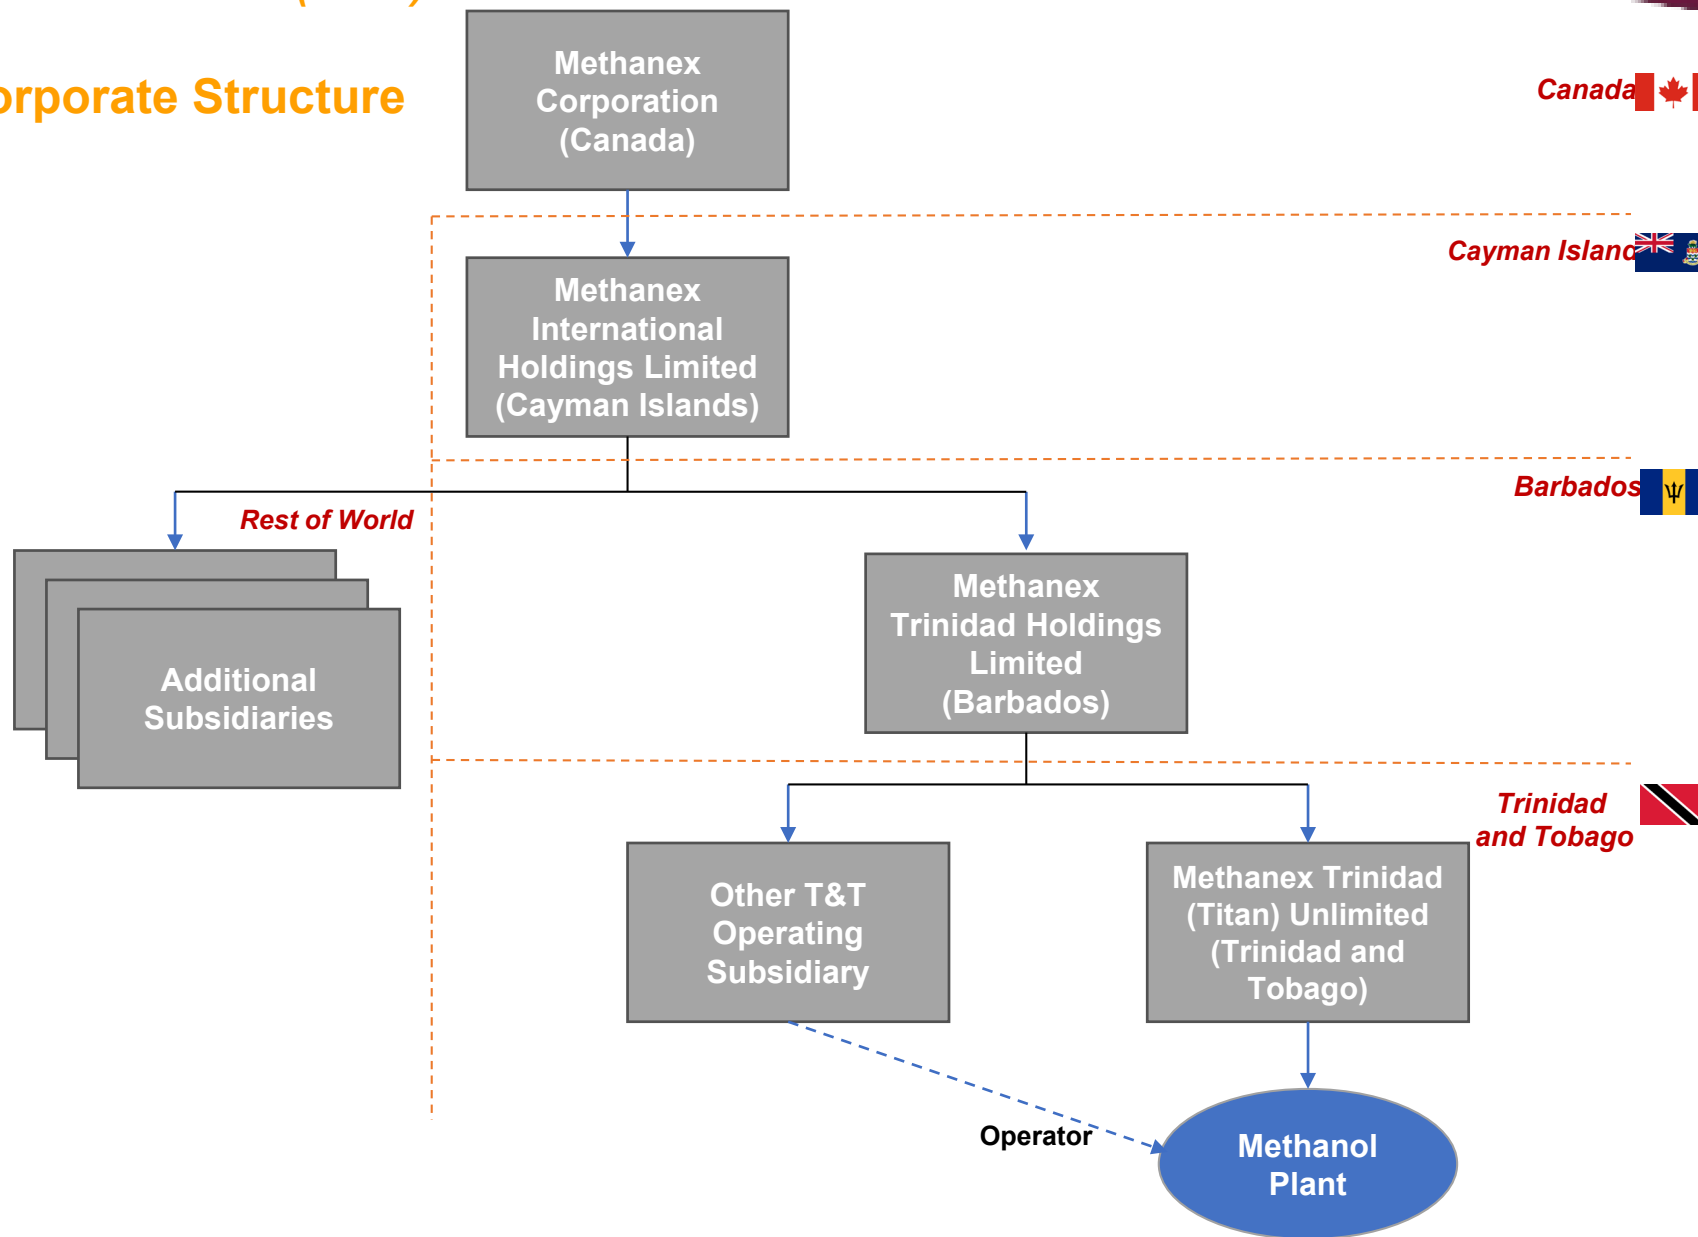 orporate Structure
Methanex
Corporation
(Canada)
Canada
Cayman Island
Methanex
International
Holdings Limited
(Cayman Islands)
Barbados
Rest of World
Additional
Subsidiaries
Methanex
Trinidad Holdings
Limited
(Barbados)
Trinidad
and Tobago
Other T&T
Operating
Subsidiary
Methanex Trinidad
(Titan) Unlimited
(Trinidad and
Tobago)
Operator
Methanol
Plant